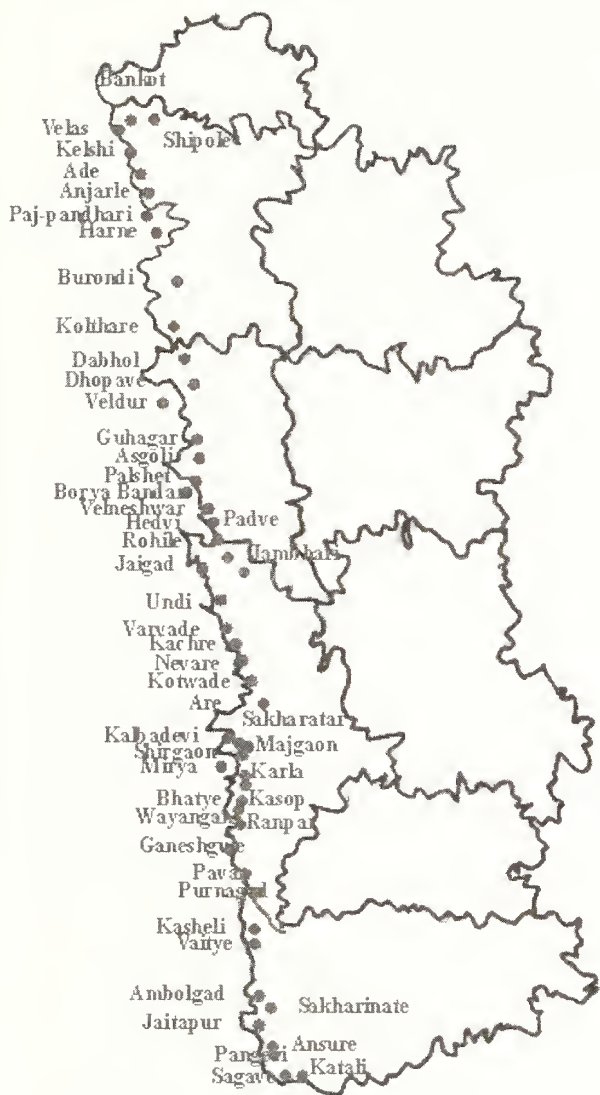 Bankot
Velas
Shipole
Kelshi
Ade
Anjarle
Paj-pandhari
Harne
Burondi
Kolthare
Dabhol
Dhopave
Veldur
Guhagar
Asgoli
Palshet
Borya Bandar
Velneshwar
Hedvi
Padve
Rohile
Jambhari
Jaigad
Undi
Varvade
Kachre
Nevare
Kotwade
Are
Sakharatar
Kalbadevi
Shirgaon
Majgaon
Mirya
Karla
Bhatye
Kasop
Wayangani
Ranpar
Ganeshgule
Pavas
Purnagad
Kasheli
Vaitye
Ambolgad
Sakharinate
Jaitapur
Ansure
Katali
Sagave